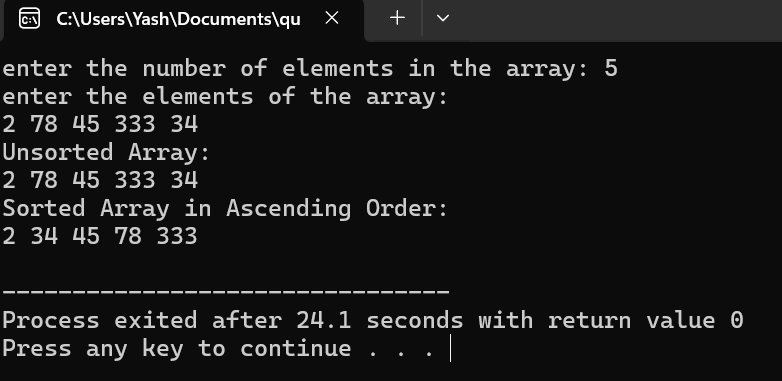 C:\Users\Yash\Documents\qu
enter the number of elements in the array: 5
enter the elements of the array:
2 78 45 333 34
Unsorted Array:
2 78 45 333 34
Sorted Array in Ascending Order:
2 34 45 78 333
--------------------------------
Process exited after 24.1 seconds with return value 0
Press any key to continue . . .